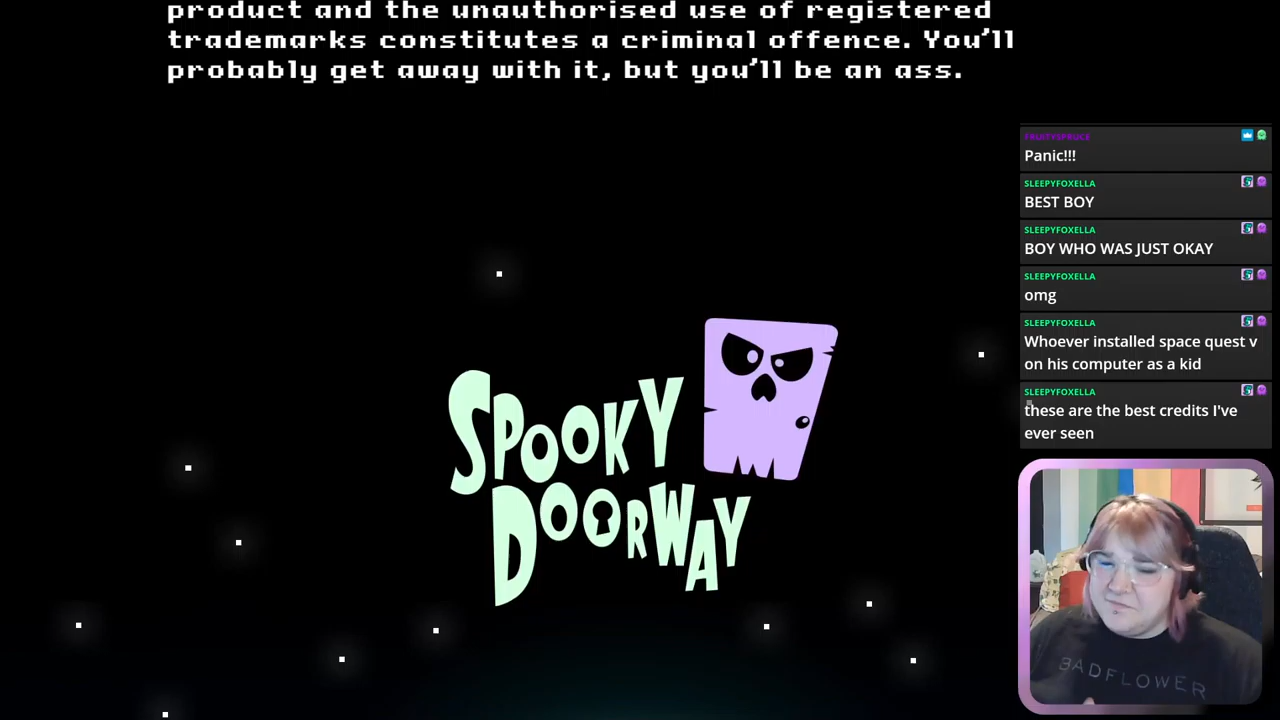 product and the unauthorised use of registered
trademarks constitutes a criminal offence. You'll
probably get away with it, but you'll be an ass.
SPOOKY
DOORWAY
FRUITYSPRUCE
Panic!!!
SLEEPYFOXELLA
BEST BOY
SLEEPYFOXELLA
BOY WHO WAS JUST OKAY
SLEEPYFOXELLA
omg
SLEEPYFOXELLA
Whoever installed space quest v
on his computer as a kid
SLEEPYFOXELLA
these are the best credits I've
ever seen
BADFLOWER